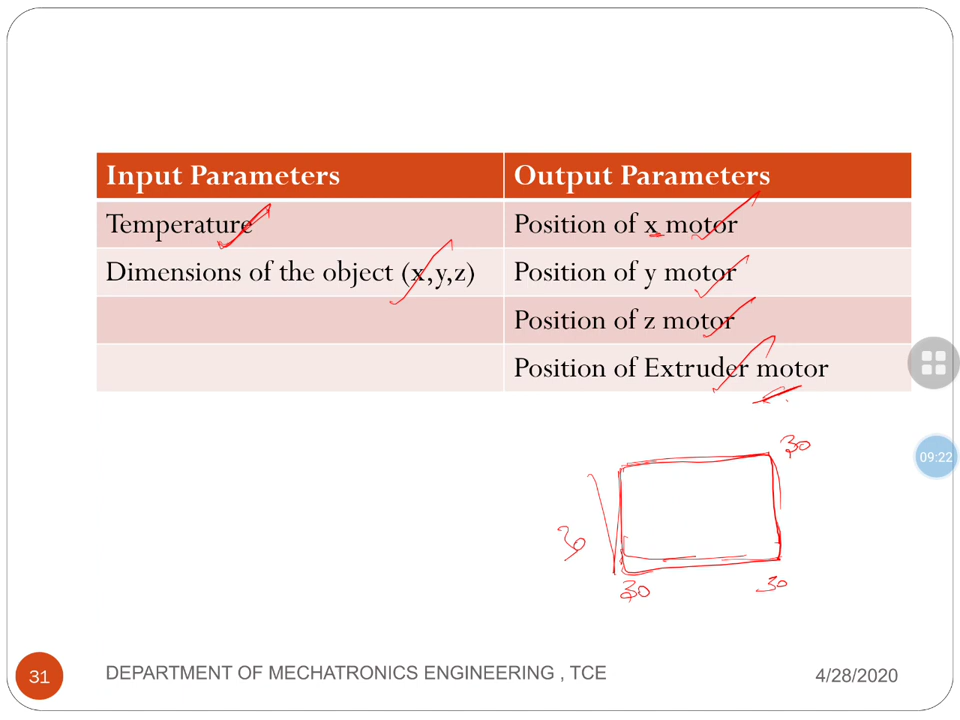 Input Parameters Output Parameters
Temperature Position of x motor
Dimensions of the object (x,y,z) Position of y motor
Position of z motor
Position of Extruder motor
30
09:22
30
30 30
31 DEPARTMENT OF MECHATRONICS ENGINEERING , TCE 4/28/2020